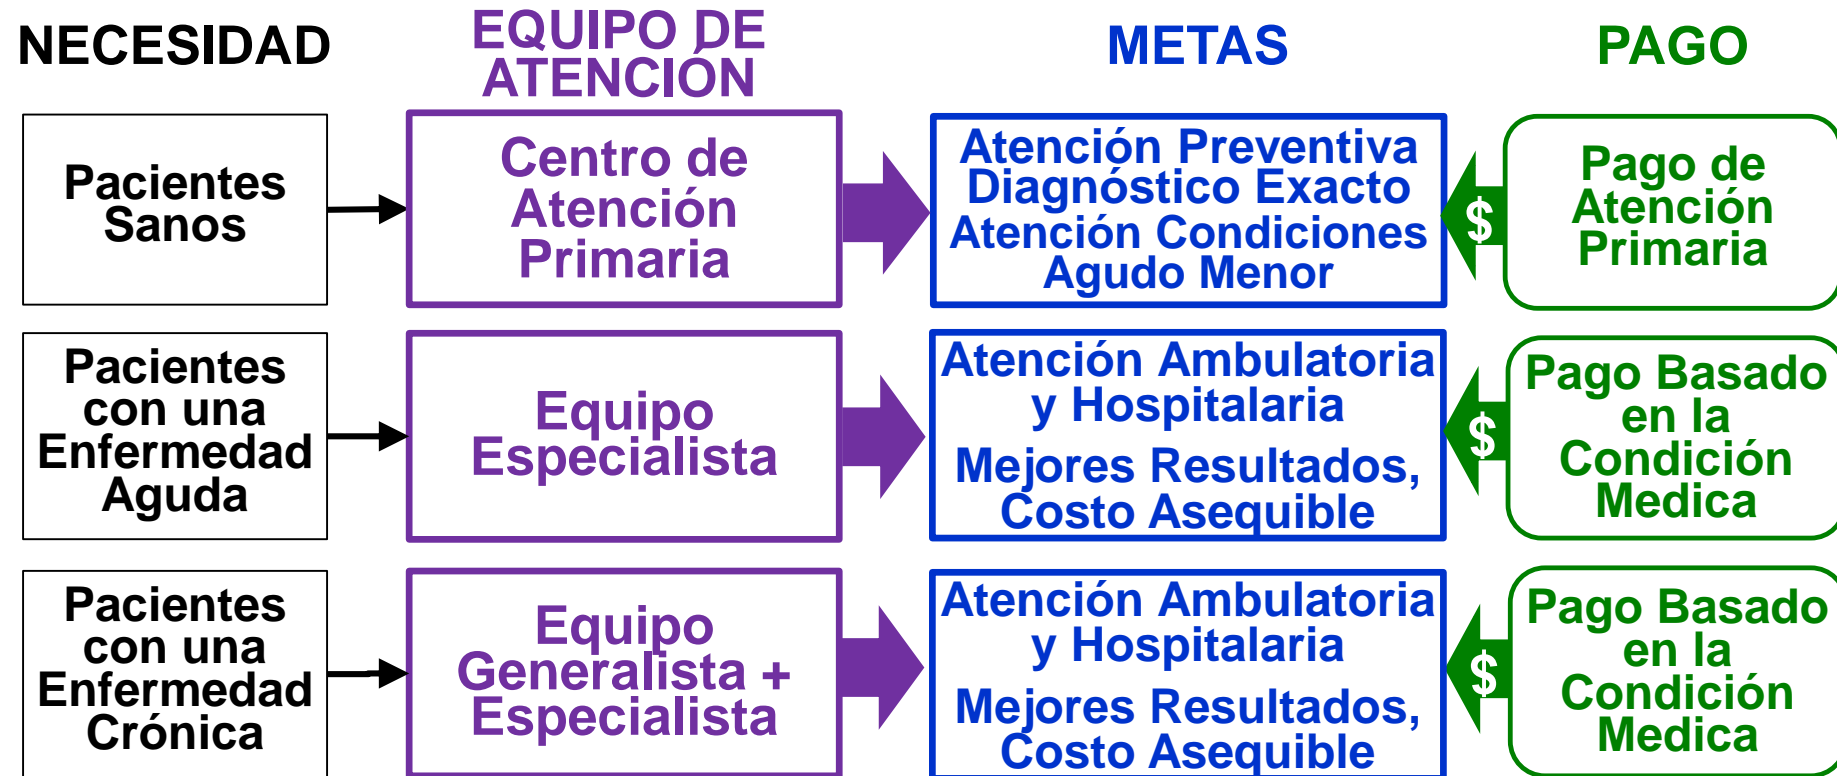 NECESIDAD
EQUIPO DE
ATENCIÓN
METAS
PAGO
Pacientes
Sanos
Centro de
Atención
Primaria
Atención Preventiva
Diagnóstico Exacto
Atención Condiciones
Agudo Menor
$
Pago de
Atención
Primaria
Pacientes
con una
Enfermedad
Aguda
Equipo
Especialista
Atención Ambulatoria
y Hospitalaria
Mejores Resultados,
Costo Asequible
$
Pago Basado
en la
Condición
Medica
Pacientes
con una
Enfermedad
Crónica
Equipo
Generalista +
Especialista
Atención Ambulatoria
y Hospitalaria
Mejores Resultados,
Costo Asequible
$
Pago Basado
en la
Condición
Medica